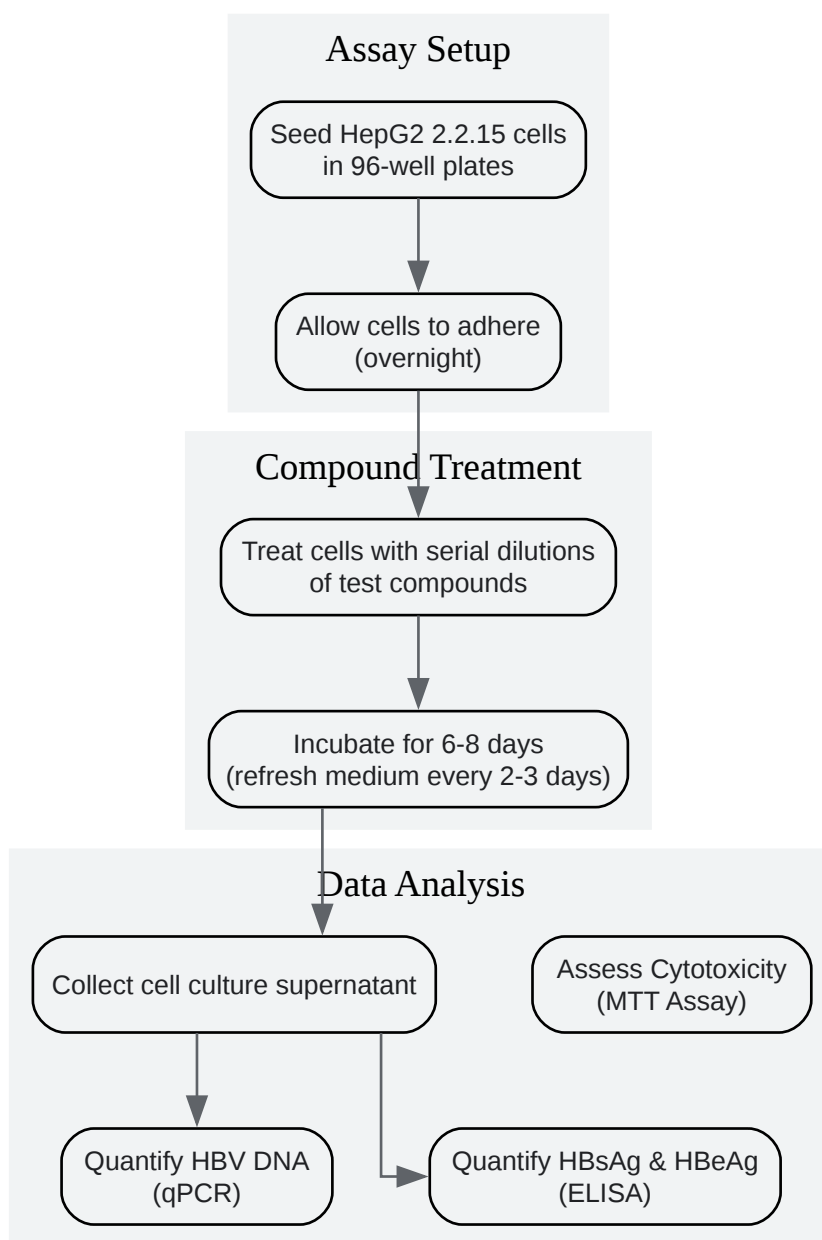 Assay Setup
Seed HepG2 2.2.15 cells
in 96-well plates
Allow cells to adhere
(overnight)
Compound Treatment
Treat cells with serial dilutions
of test compounds
Incubate for 6-8 days
(refresh medium every 2-3 days)
Data Analysis
Collect cell culture supernatant
Assess Cytotoxicity
(MTT Assay)
Quantify HBV DNA
(qPCR)
Quantify HBsAg & HBeAg
(ELISA)